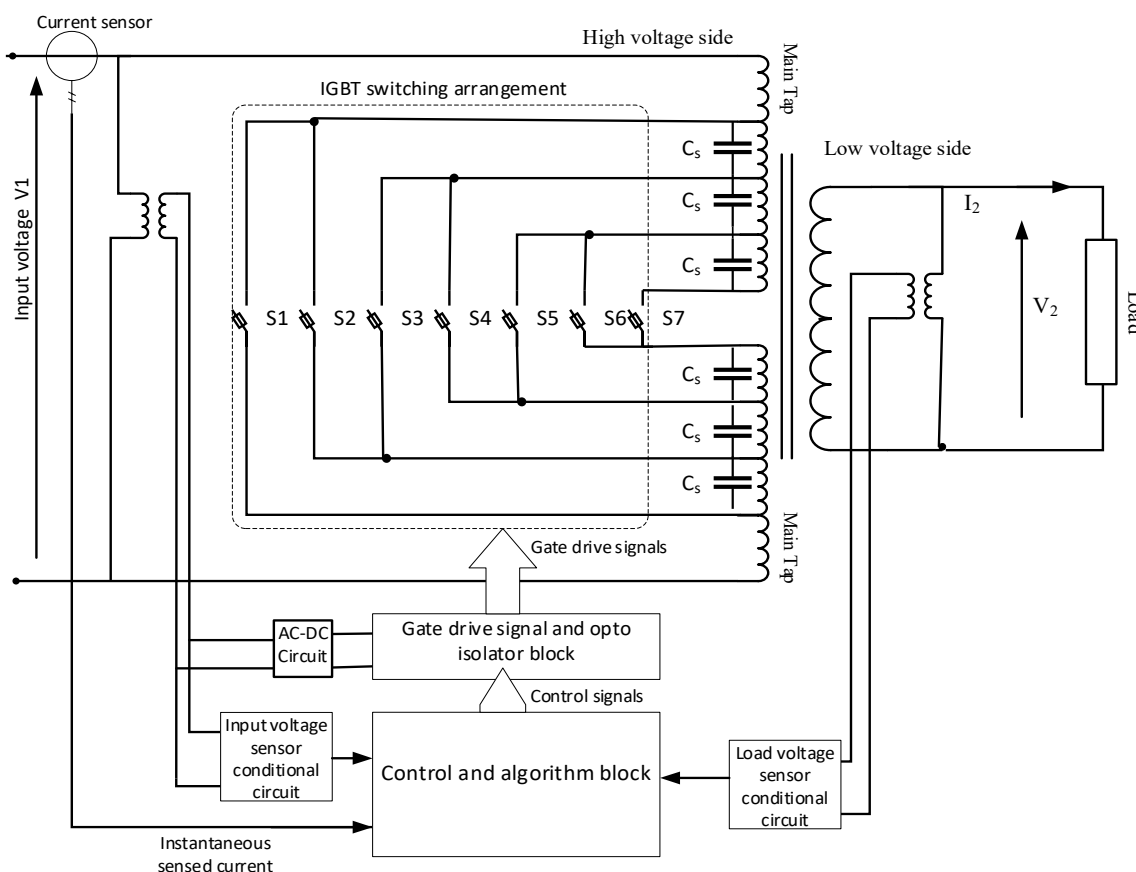 Current sensor
High voltage side
Main Tap
IGBT switching arrangement
Cs
Low voltage side
Cs
I2
Input voltage V1
Cs
S1 S2 S3 S4 S5 S6 S7
V2
Load
Cs
Cs
Cs
Main Tap
Gate drive signals
AC-DC
Circuit
Gate drive signal and opto
isolator block
Control signals
Input voltage
sensor
conditional
circuit
Control and algorithm block
Load voltage
sensor
conditional
circuit
Instantaneous
sensed current